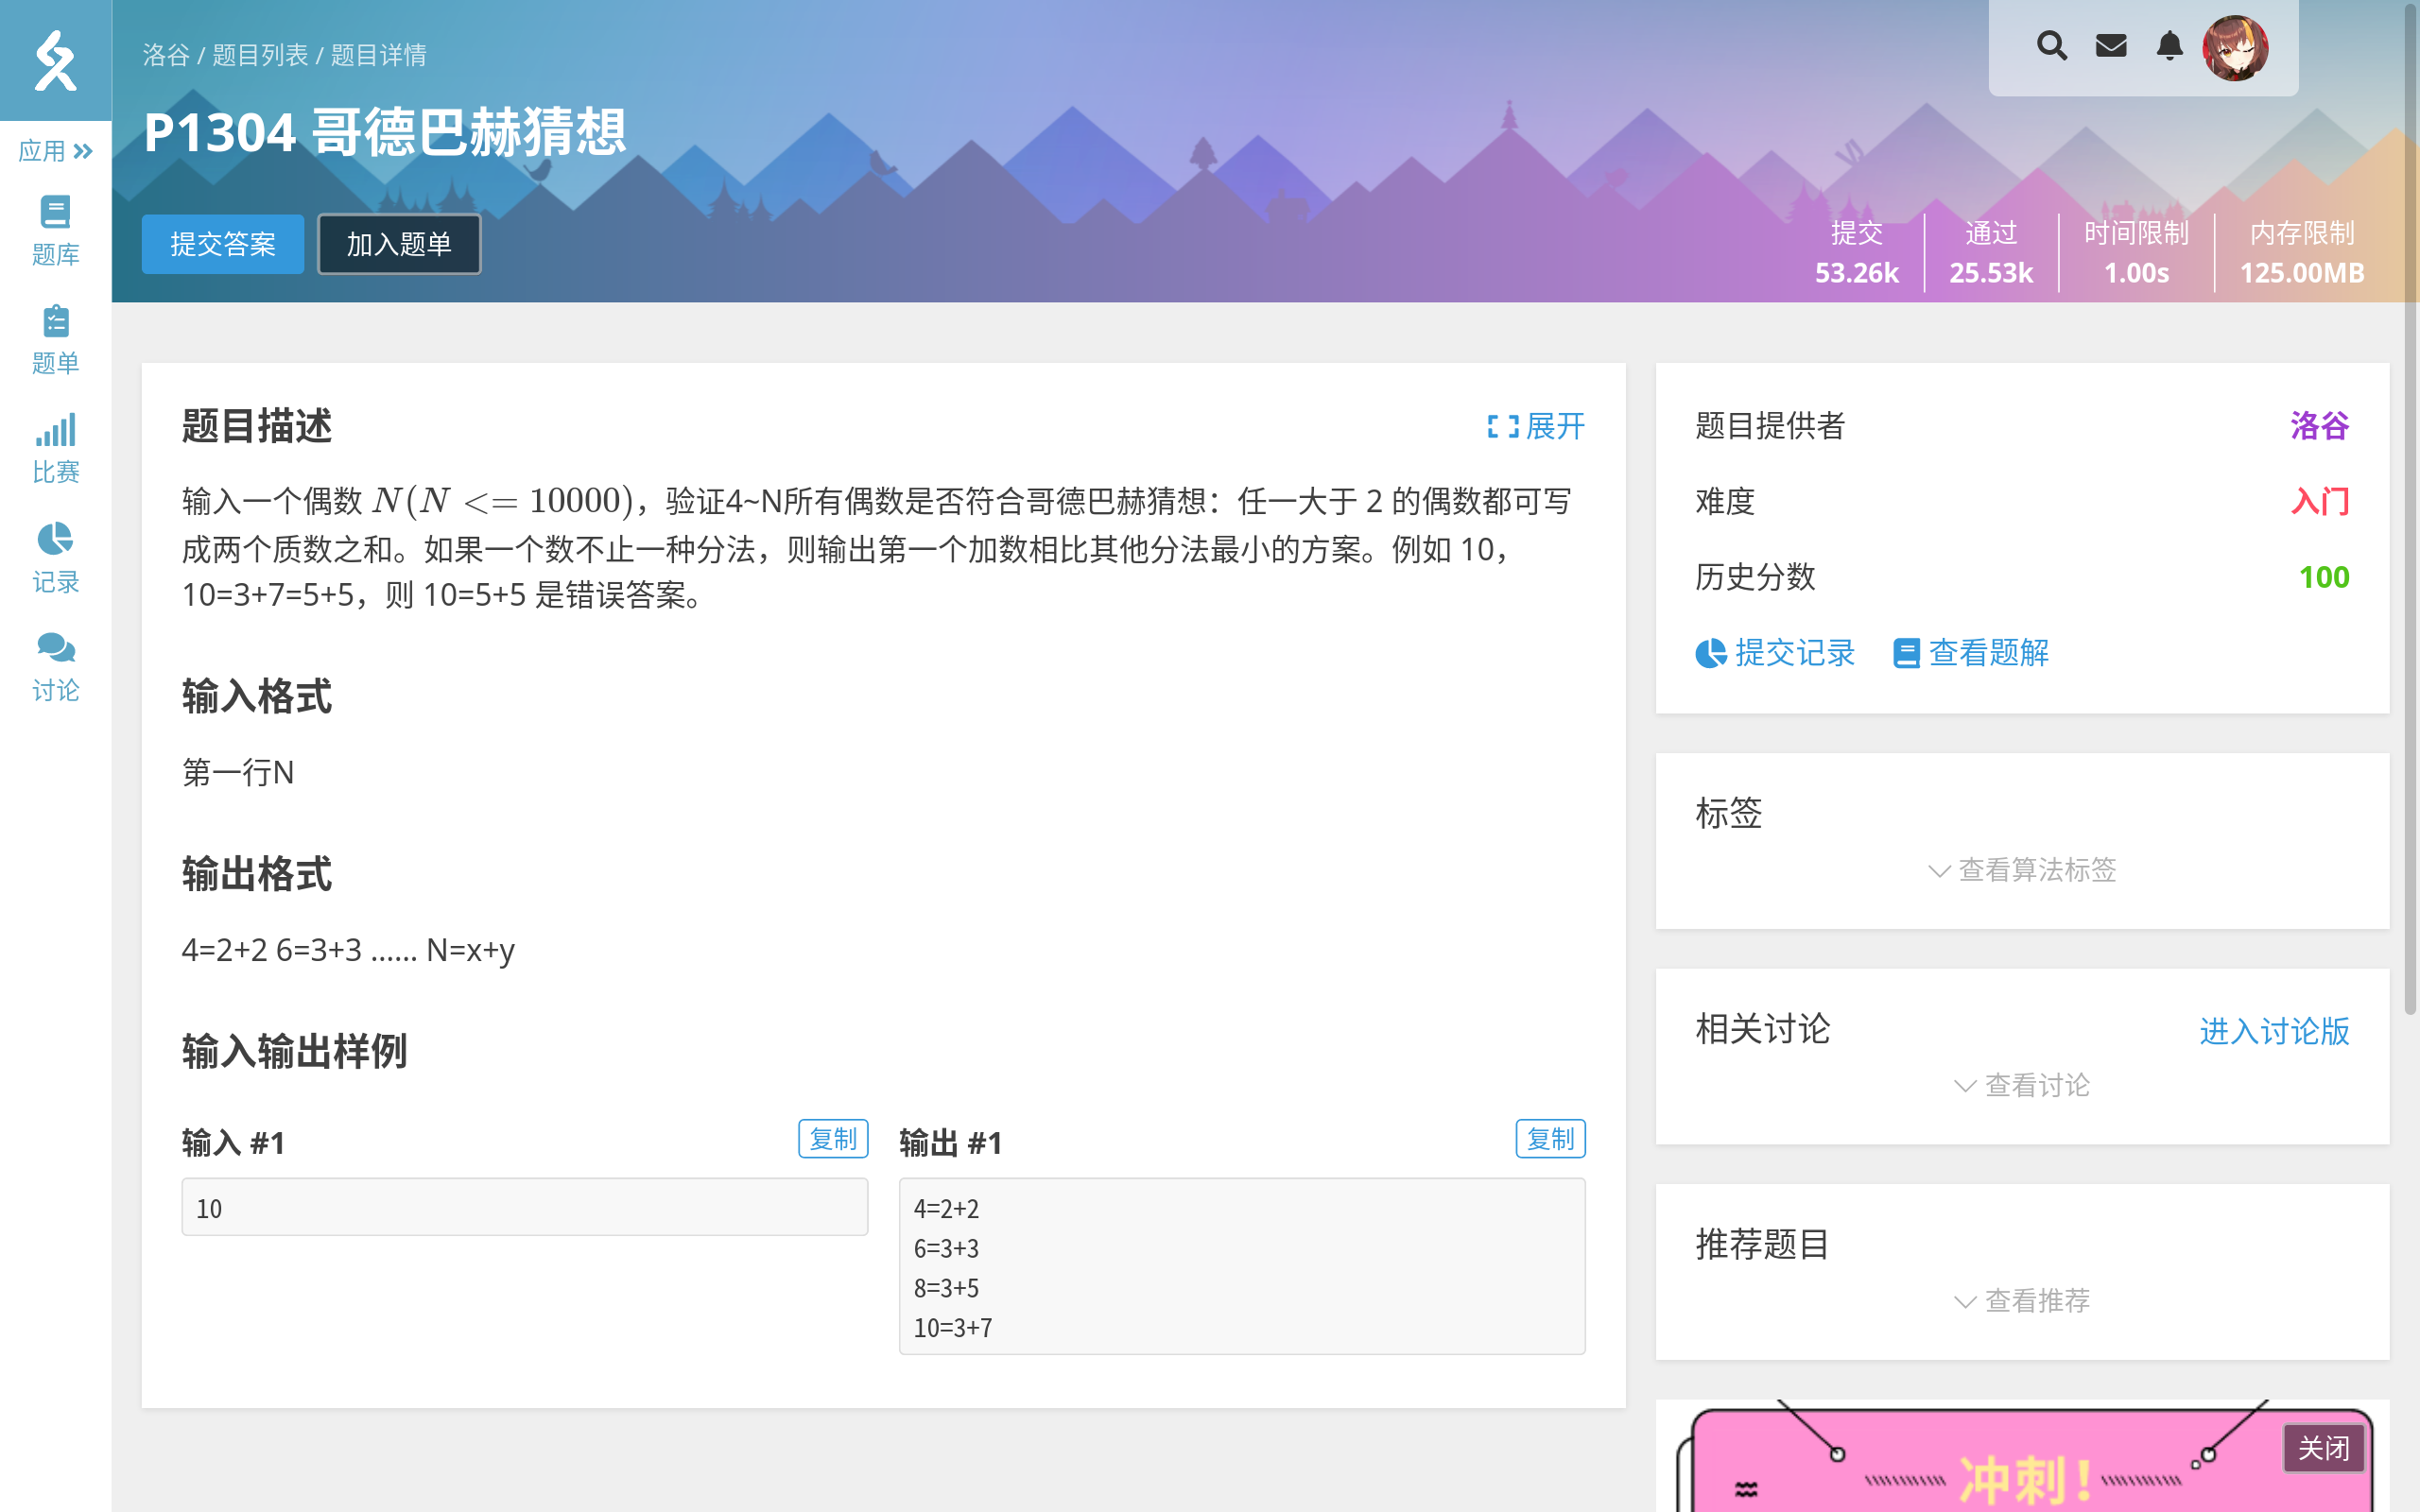 洛谷 / 题目列表 / 题目详情
P1304 哥德巴赫猜想
提交答案
加入题单
提交
53.26k
通过
25.53k
时间限制
1.00s
内存限制
125.00MB
应用
题库
题单
比赛
记录
讨论
题目描述
展开
输入一个偶数 N(N <= 10000)，验证4~N所有偶数是否符合哥德巴赫猜想：任一大于 2 的偶数都可写
成两个质数之和。如果一个数不止一种分法，则输出第一个加数相比其他分法最小的方案。例如 10，
10=3+7=5+5，则 10=5+5 是错误答案。
输入格式
第一行N
输出格式
4=2+2 6=3+3 …… N=x+y
输入输出样例
输入 #1
复制
10
输出 #1
复制
4=2+2
6=3+3
8=3+5
10=3+7
题目提供者
洛谷
难度
入门
历史分数
100
提交记录
查看题解
标签
查看算法标签
相关讨论
进入讨论版
查看讨论
推荐题目
查看推荐
关闭
冲刺！